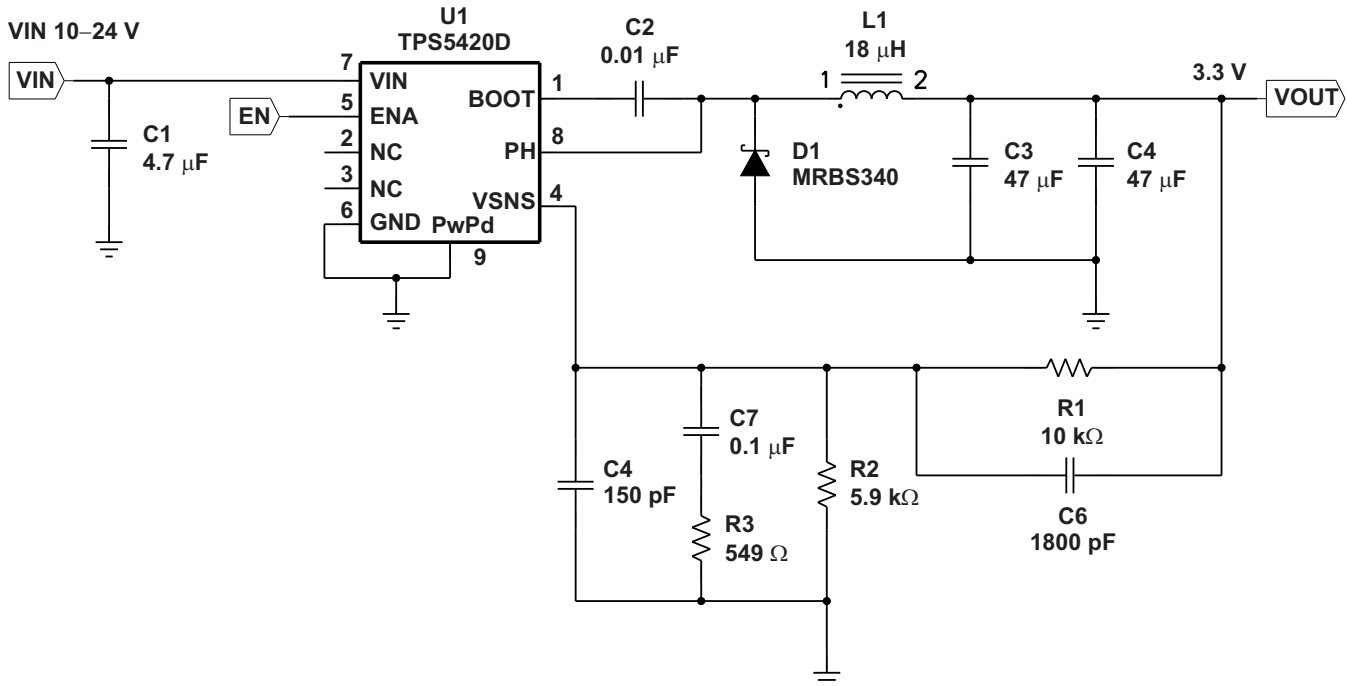 VIN 10–24 V
VIN
C1
4.7 μF
EN
U1
TPS5420D
7
VIN
5
ENA
2
NC
3
NC
6
GND
BOOT
1
PH
8
VSNS
4
PwPd
9
C2
0.01 μF
L1
18 μH
1
2
D1
MRBS340
C3
47 μF
C4
47 μF
3.3 V
VOUT
C4
150 pF
C7
0.1 μF
R3
549 Ω
R2
5.9 kΩ
R1
10 kΩ
C6
1800 pF